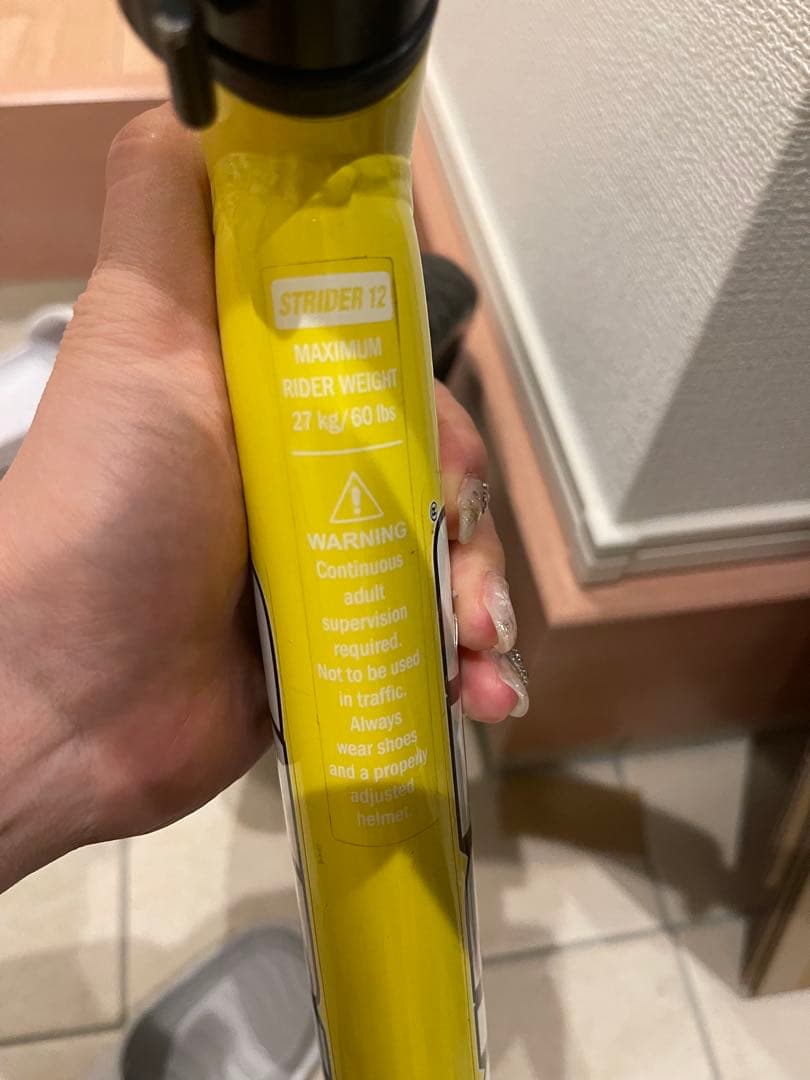 STRIDER 12
MAXIMUM
RIDER WEIGHT
27 kg/60 lbs
WARNING
Continuous
adult
supervision
required.
Not to be used
in traffic.
Always
wear shoes
and a properly
adjusted
helmet.